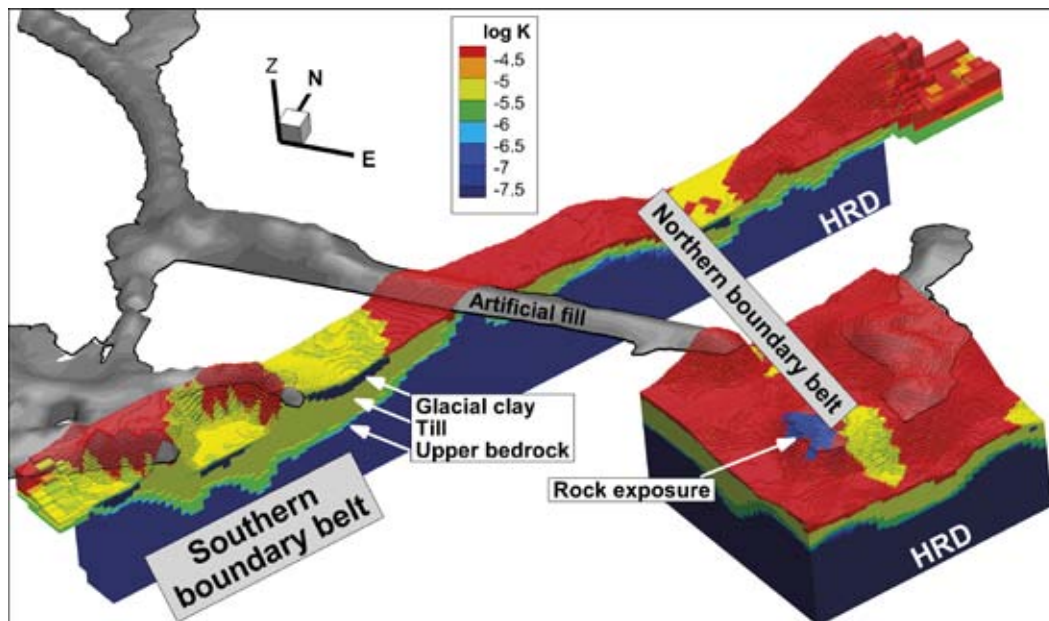 log K
-4.5
-5
-5.5
-6
-6.5
-7
-7.5
Z
N
E
HRD
Northern boundary belt
Artificial fill
Glacial clay
Till
Upper bedrock
Rock exposure
Southern
boundary belt
HRD